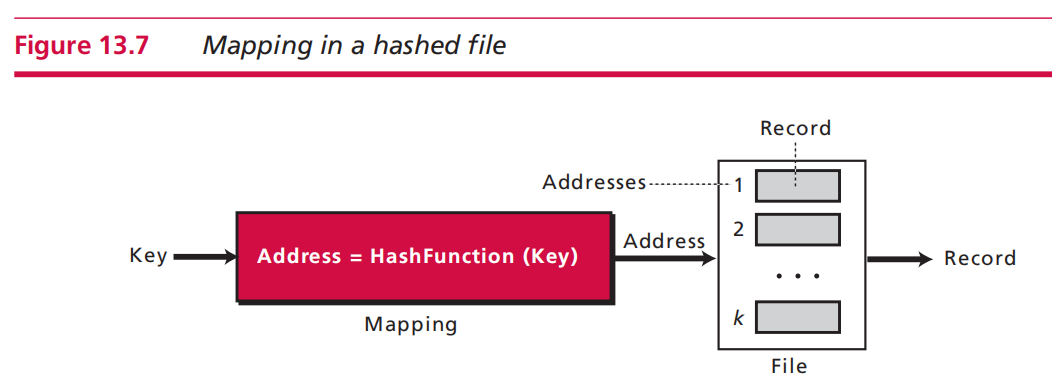 Figure 13.7 Mapping in a hashed file
Record
Addresses
1
2
Key
Address = HashFunction (Key)
Address
Record
. . .
k
Mapping
File